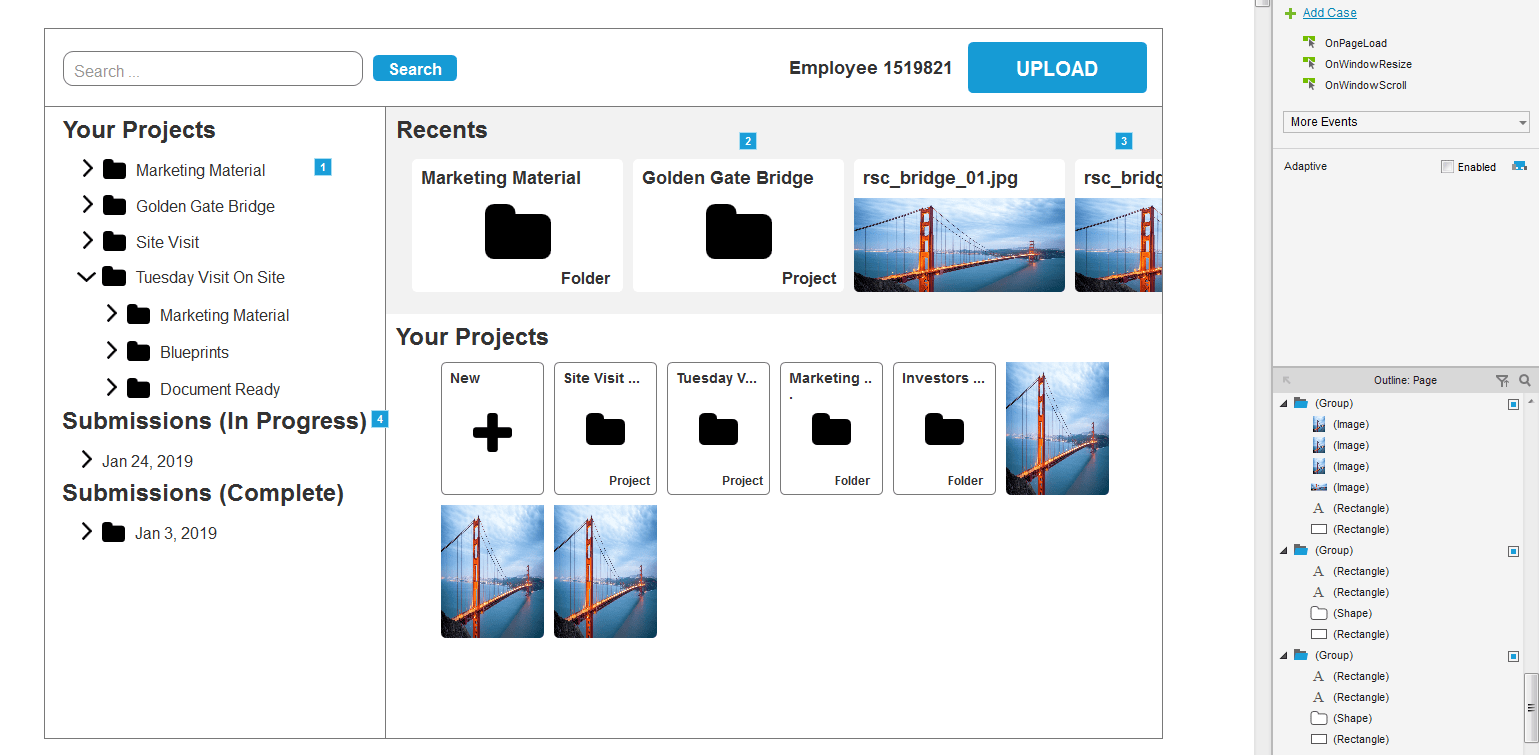 Search ...
Search
Employee 1519821
UPLOAD
Your Projects
Marketing Material
1
Golden Gate Bridge
Site Visit
Tuesday Visit On Site
Marketing Material
Blueprints
Document Ready
Submissions (In Progress)
4
Jan 24, 2019
Submissions (Complete)
Jan 3, 2019
Recents
2
3
Marketing Material
Folder
Golden Gate Bridge
Project
rsc_bridge_01.jpg
rsc_bridg
Your Projects
New
Site Visit ...
Project
Tuesday V...
Project
Marketing ..
.
Folder
Investors ...
Folder
Add Case
OnPageLoad
OnWindowResize
OnWindowScroll
More Events
Adaptive
Enabled
Outline: Page
(Group)
(Image)
(Image)
(Image)
(Image)
A (Rectangle)
(Rectangle)
(Group)
A (Rectangle)
A (Rectangle)
(Shape)
(Rectangle)
(Group)
A (Rectangle)
A (Rectangle)
(Shape)
(Rectangle)